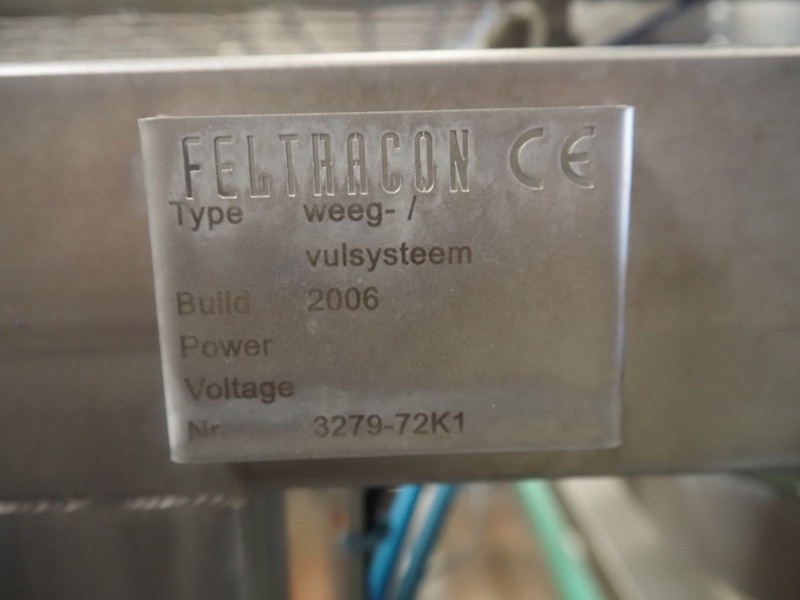 FELTRACON CE
Type weeg- /
vulsysteem
Build 2006
Power
Voltage
Nr. 3279-72K1